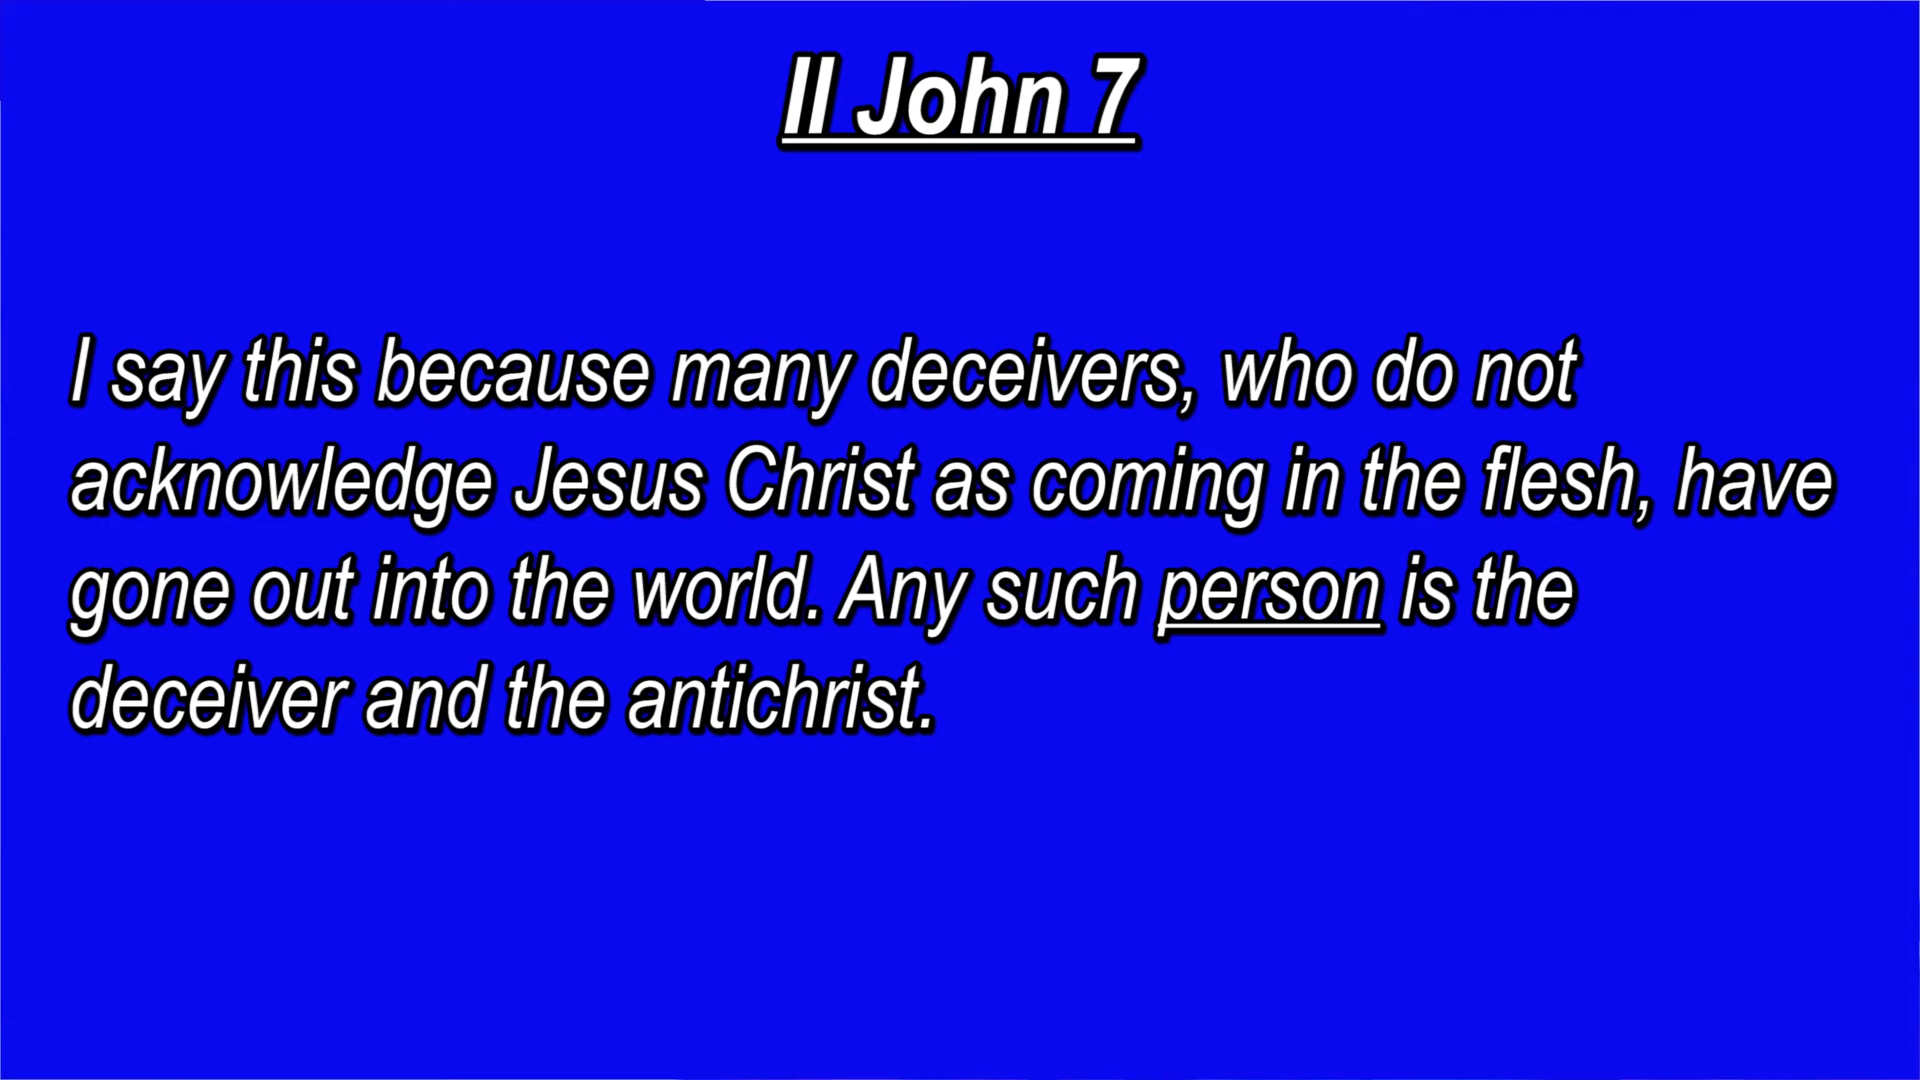 II John 7
I say this because many deceivers, who do not
acknowledge Jesus Christ as coming in the flesh, have
gone out into the world. Any such person is the
deceiver and the antichrist.